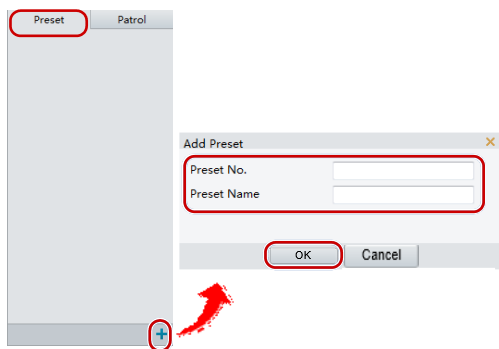 Preset Patrol
Add Preset
Preset No.
Preset Name
OK Cancel